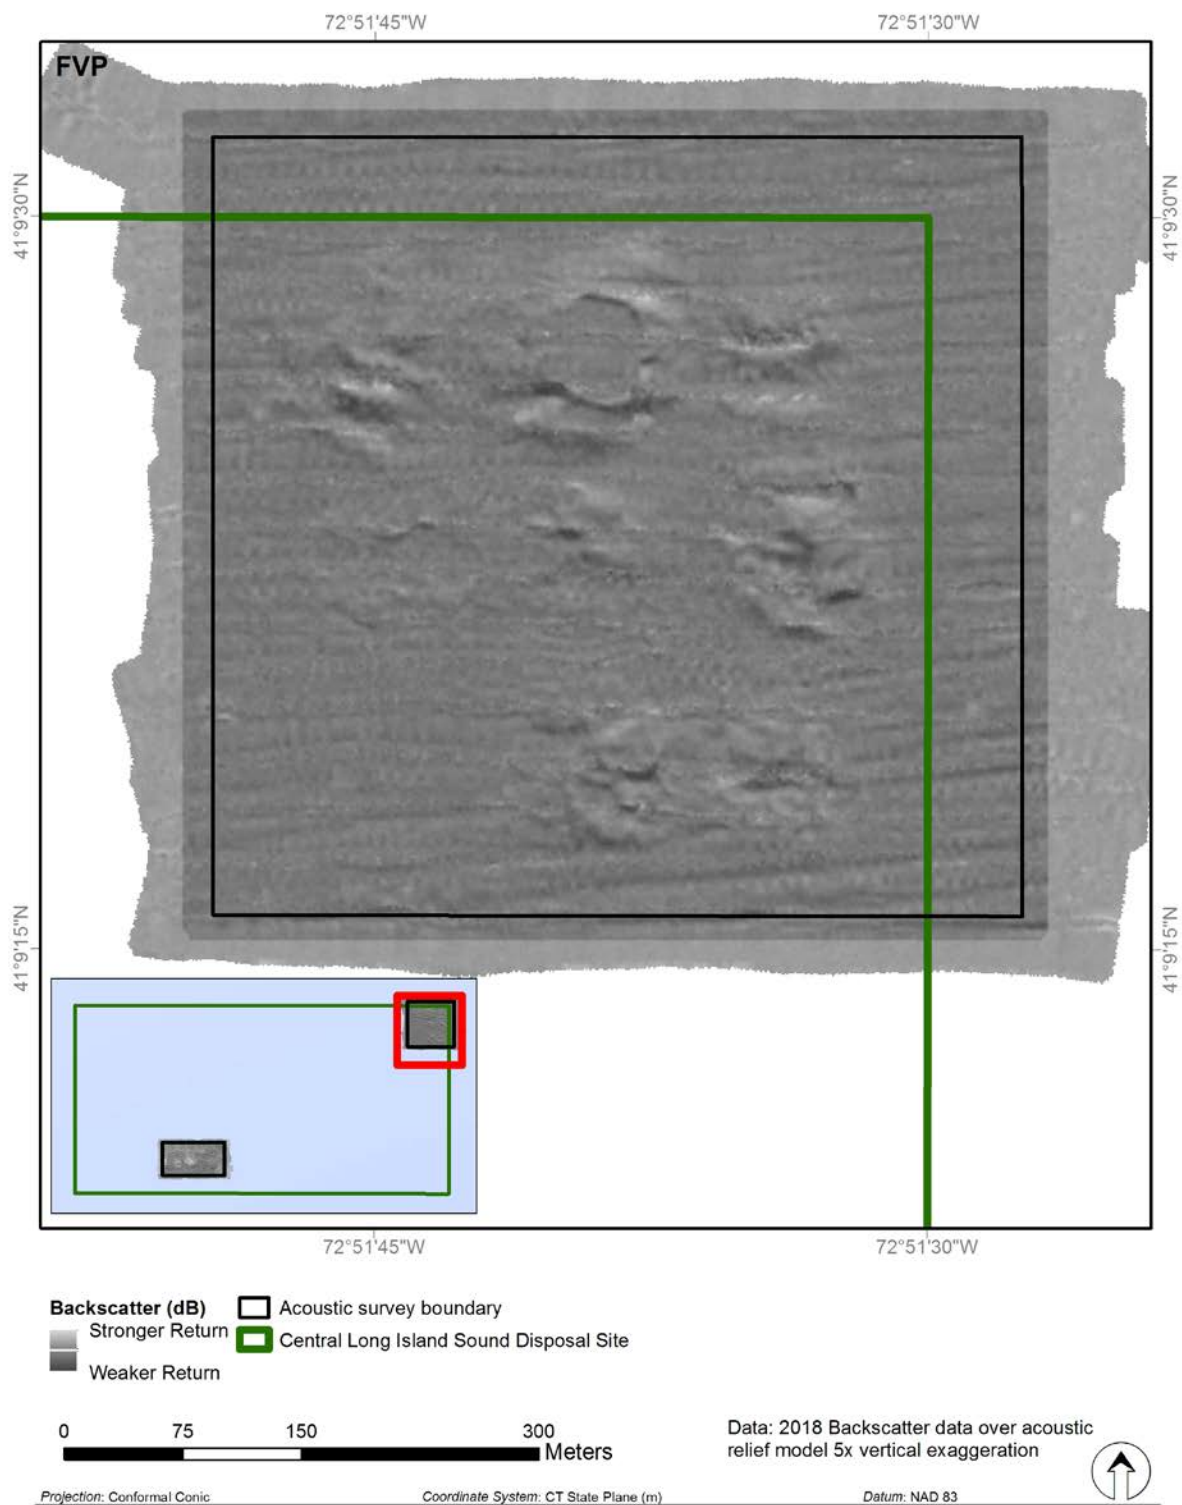 72°51'45"W
72°51'30"W
FVP
41°9'30"N
41°9'30"N
41°9'15"N
41°9'15"N
72°51'45"W
72°51'30"W
Backscatter (dB)
Stronger Return
Weaker Return
Acoustic survey boundary
Central Long Island Sound Disposal Site
0 75 150 300
Meters
Data: 2018 Backscatter data over acoustic
relief model 5x vertical exaggeration
Projection: Conformal Conic
Coordinate System: CT State Plane (m)
Datum: NAD 83